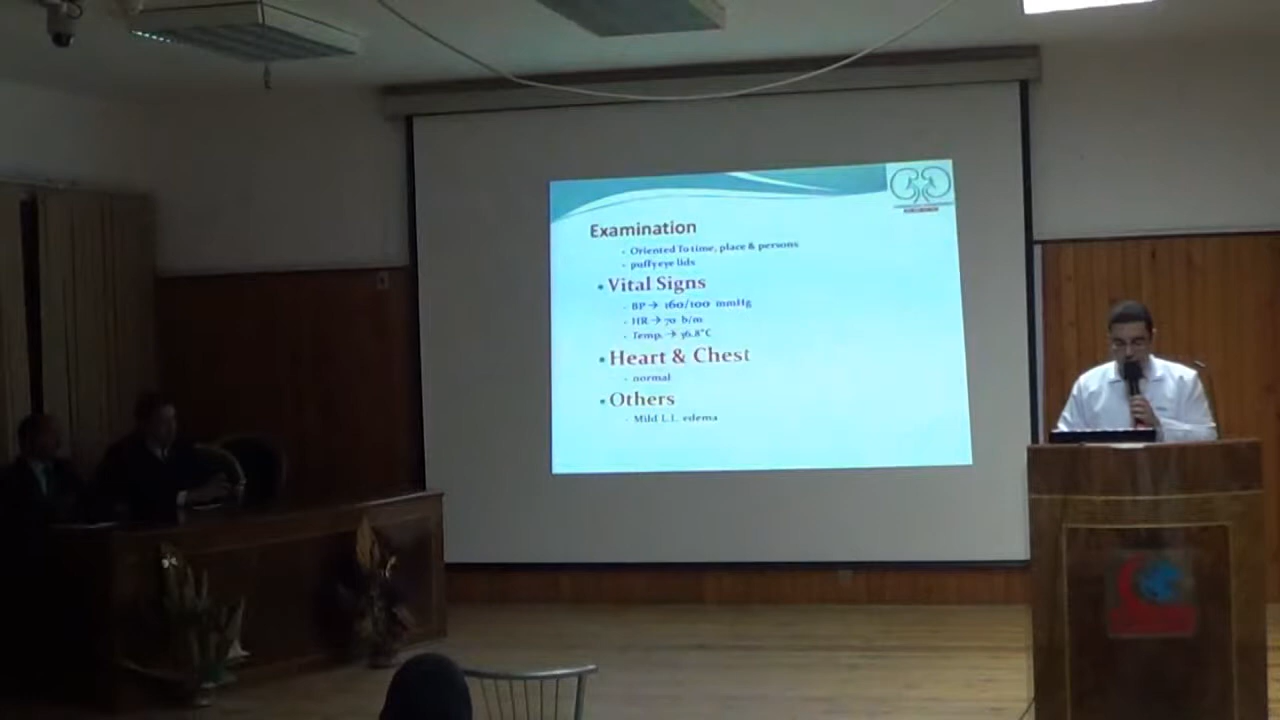 Examination
- Oriented To time, place & persons
- puffy eye lids
• Vital Signs
- BP → 160/100 mmHg
- HR → 70 b/m
- Temp. → 36.8°C
• Heart & Chest
- normal
• Others
- Mild L.L. edema